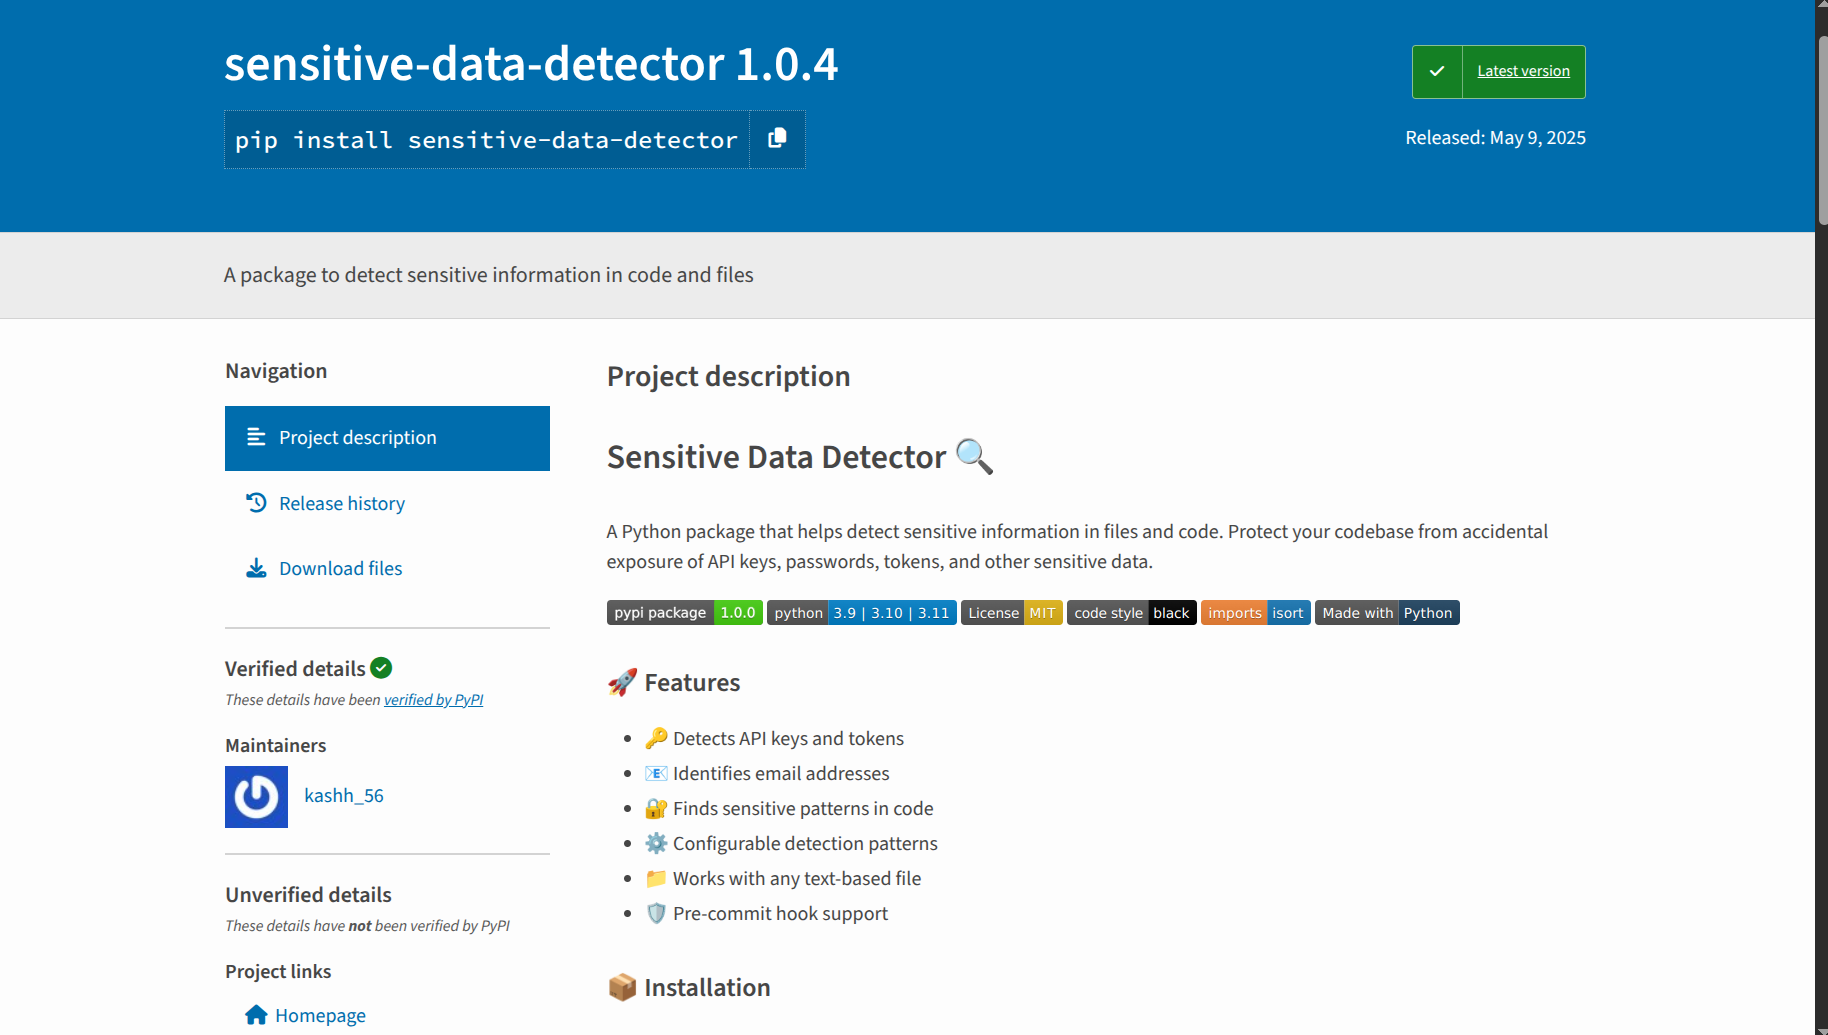 sensitive-data-detector 1.0.4
pip install sensitive-data-detector
Latest version
Released: May 9, 2025
A package to detect sensitive information in code and files
Navigation
Project description
Release history
Download files
Verified details
These details have been verified by PyPI
Maintainers
kashh_56
Unverified details
These details have not been verified by PyPI
Project links
Homepage
Project description
Sensitive Data Detector 🔍
A Python package that helps detect sensitive information in files and code. Protect your codebase from accidental
exposure of API keys, passwords, tokens, and other sensitive data.
pypi package 1.0.0 python 3.9 | 3.10 | 3.11 License MIT code style black imports isort Made with Python
🚀 Features
• 🔑 Detects API keys and tokens
• 📧 Identifies email addresses
• 🔐 Finds sensitive patterns in code
• ⚙️ Configurable detection patterns
• 📁 Works with any text-based file
• 🛡️ Pre-commit hook support
📦 Installation